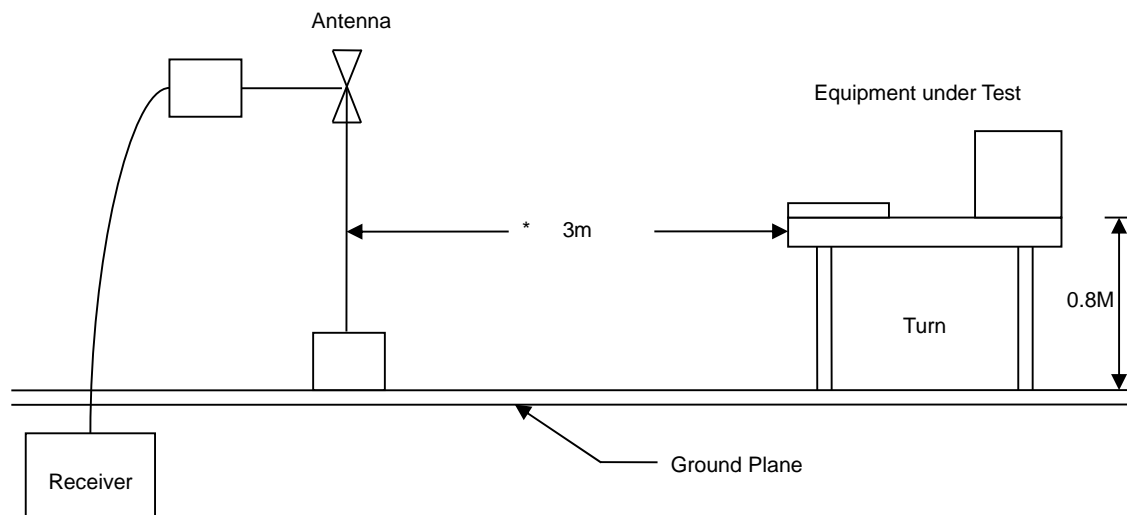 Antenna
Equipment under Test
* 3m
0.8M
Turn
Ground Plane
Receiver